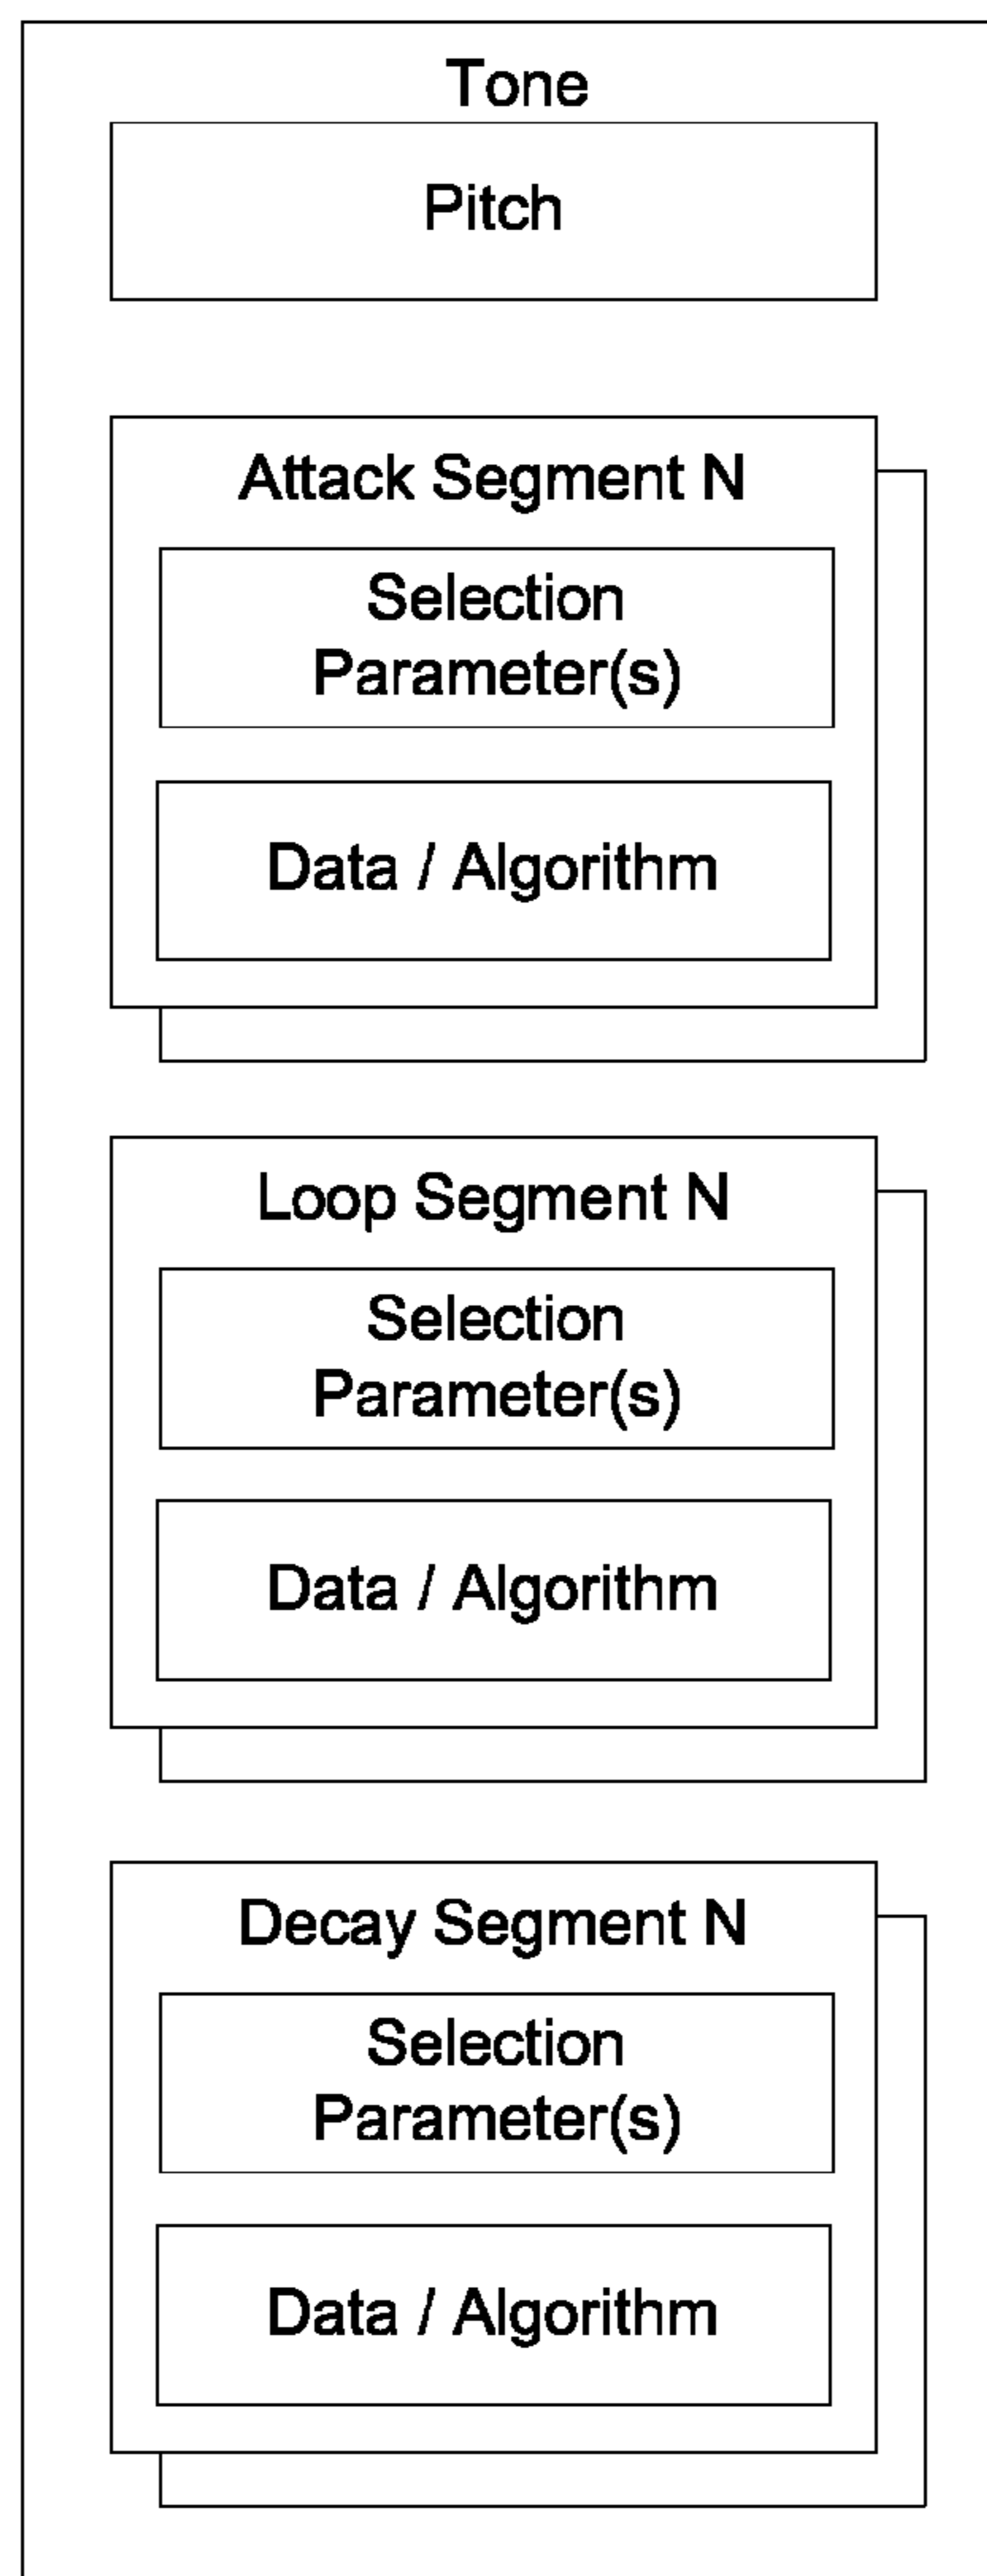 Tone
Pitch
Attack Segment N
Selection
Parameter(s)
Data / Algorithm
Loop Segment N
Selection
Parameter(s)
Data / Algorithm
Decay Segment N
Selection
Parameter(s)
Data / Algorithm